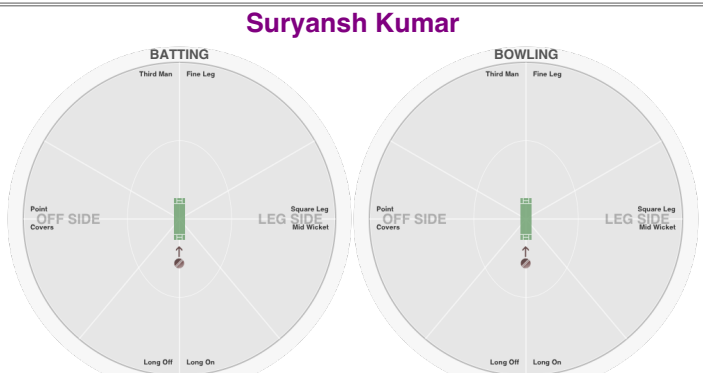 Suryansh Kumar
BATTING
BOWLING
Third Man Fine Leg
Third Man Fine Leg
Point
OFF SIDE
Covers
Square Leg
LEG SIDE
Mid Wicket
Point
OFF SIDE
Covers
Square Leg
LEG SIDE
Mid Wicket
Long Off Long On
Long Off Long On